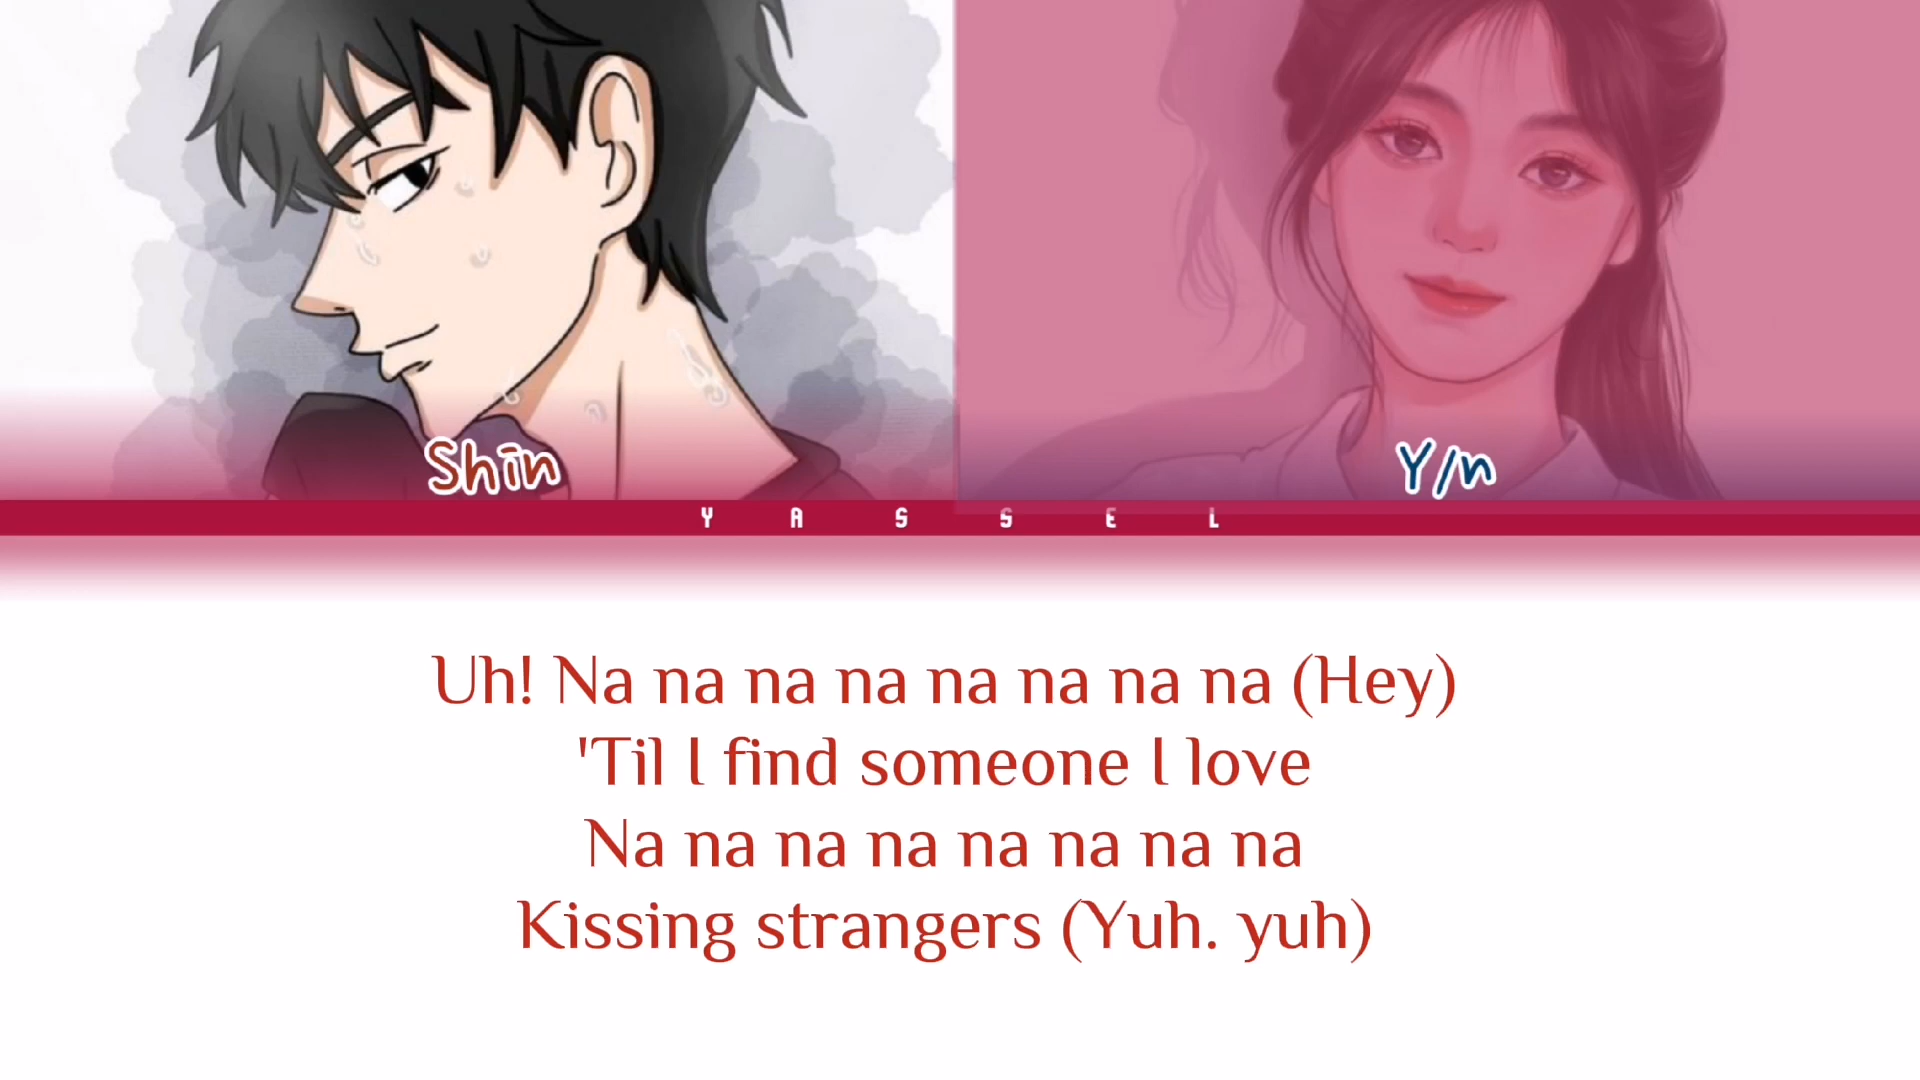 Shin
Y/n
YASSEL
Uh! Na na na na na na na na (Hey)
'Til I find someone I love
Na na na na na na na na
Kissing strangers (Yuh. yuh)